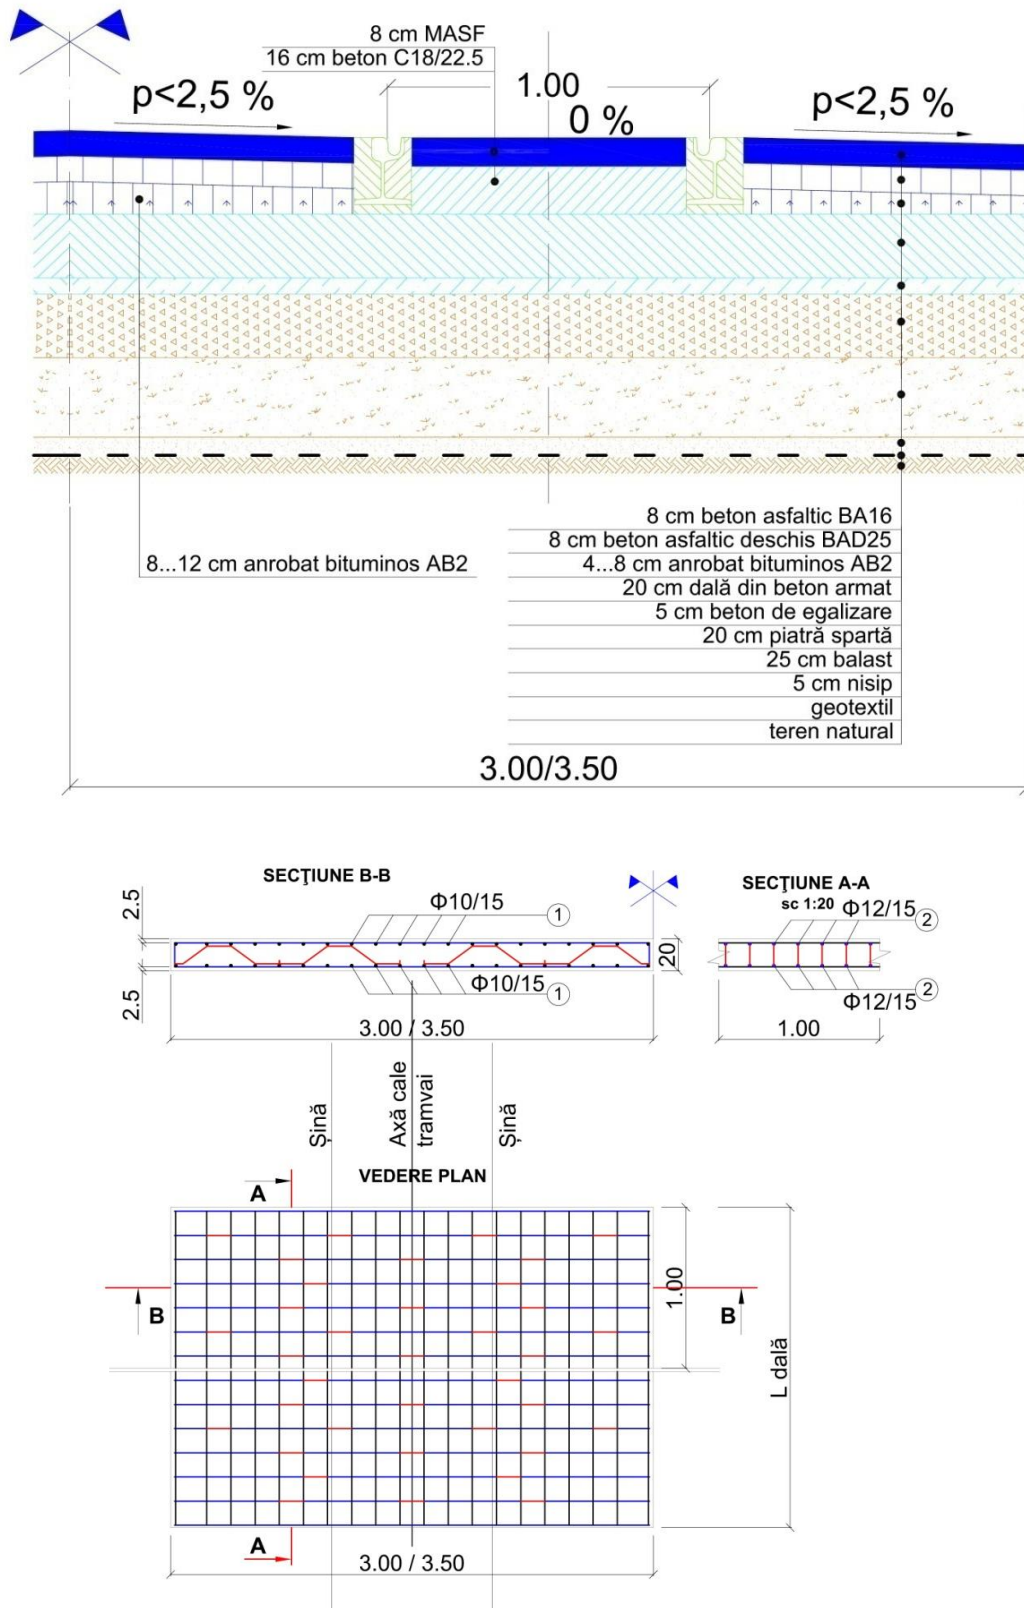 8 cm MASF
16 cm beton C18/22.5
1.00
p<2,5 %
0 %
p<2,5 %
8...12 cm anrobat bituminos AB2
8 cm beton asfaltic BA16
8 cm beton asfaltic deschis BAD25
4...8 cm anrobat bituminos AB2
20 cm dală din beton armat
5 cm beton de egalizare
20 cm piatră spartă
25 cm balast
5 cm nisip
geotextil
teren natural
3.00/3.50
SECŢIUNE B-B
SECŢIUNE A-A
sc 1:20
2.5
Φ10/15
1
Φ12/15
2
20
2.5
Φ10/15
1
Φ12/15
2
3.00 / 3.50
1.00
Șină
Axă cale
tramvai
Șină
VEDERE PLAN
A
1.00
B
B
L dală
A
3.00 / 3.50